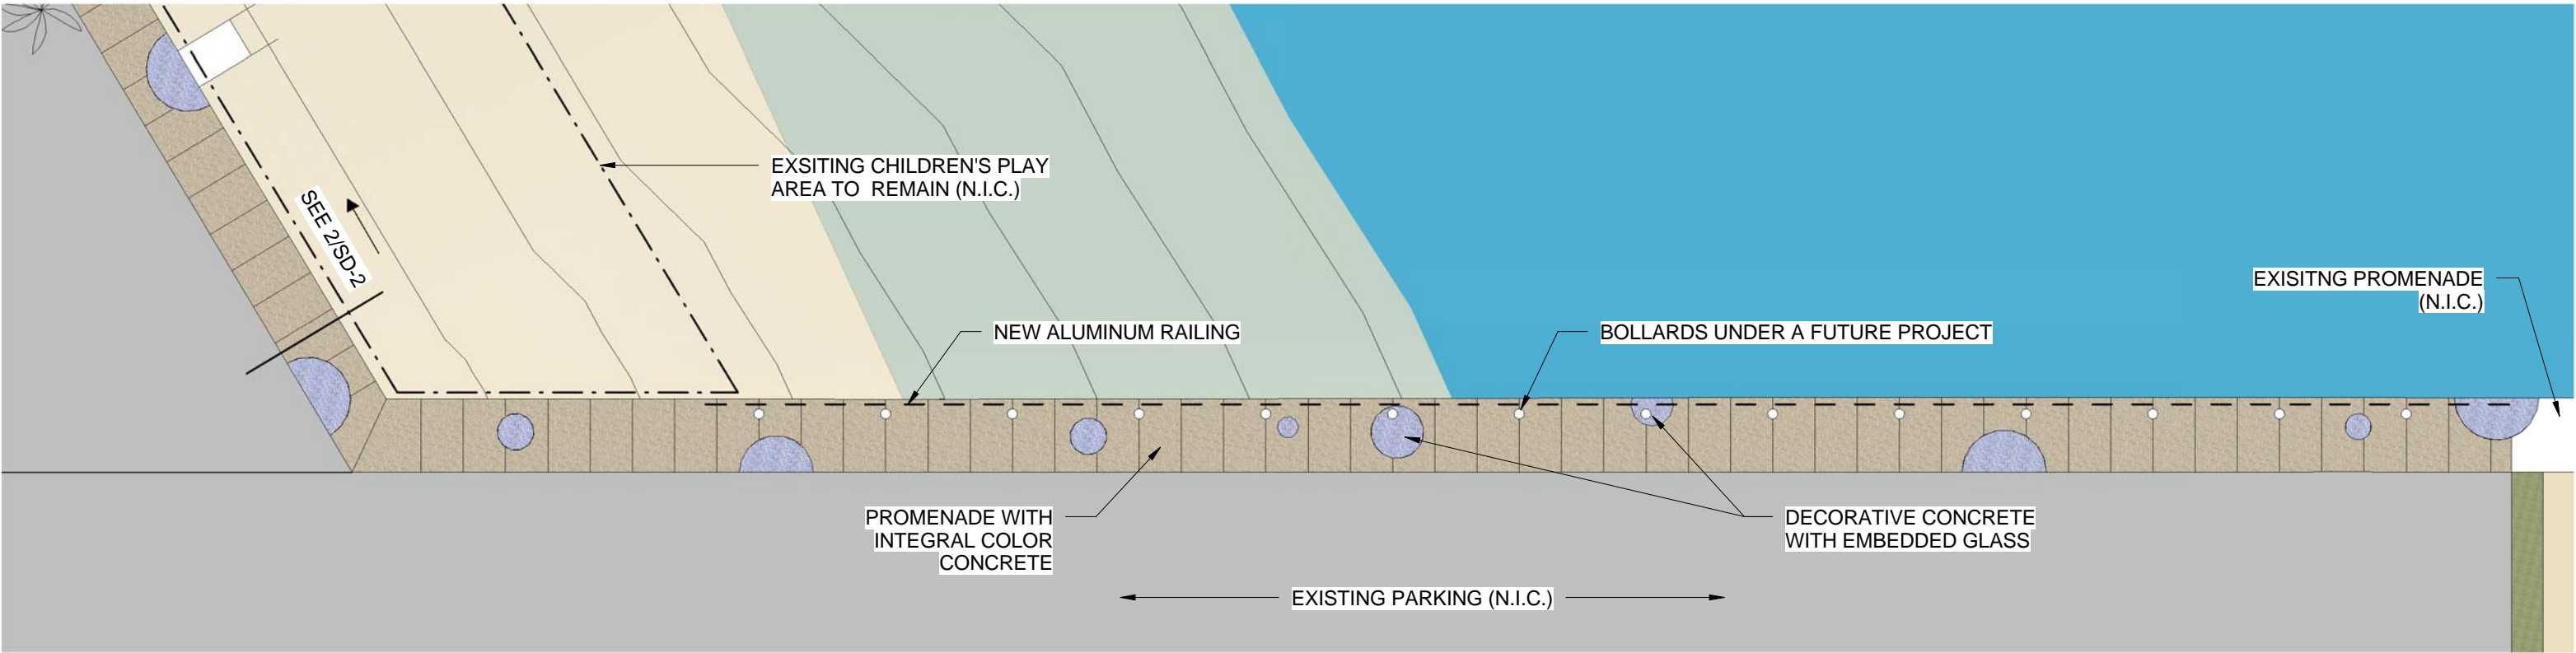 EXSITING CHILDREN'S PLAY
AREA TO  REMAIN (N.I.C.)
SEE 2/SD-2
EXISITNG PROMENADE
(N.I.C.)
NEW ALUMINUM RAILING
BOLLARDS UNDER A FUTURE PROJECT
PROMENADE WITH
INTEGRAL COLOR
CONCRETE
DECORATIVE CONCRETE
WITH EMBEDDED GLASS
EXISTING PARKING (N.I.C.)